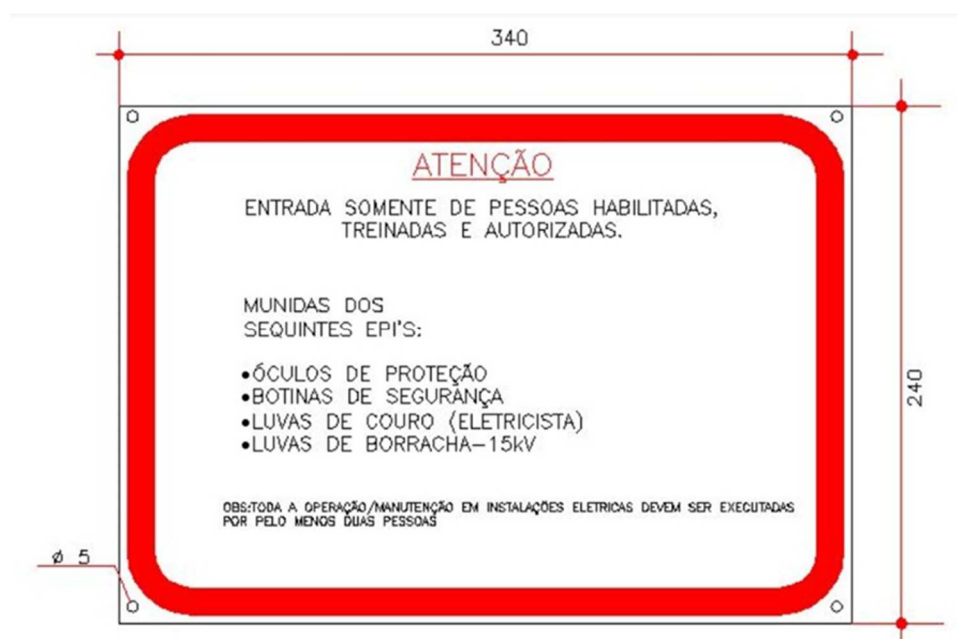 340
ATENÇÃO
ENTRADA SOMENTE DE PESSOAS HABILITADAS,
TREINADAS E AUTORIZADAS.
MUNIDAS DOS
SEQUINTES EPI'S:
•ÓCULOS DE PROTEÇÃO
•BOTINAS DE SEGURANÇA
•LUVAS DE COURO (ELETRICISTA)
•LUVAS DE BORRACHA-15kV
240
OBS:TODA A OPERAÇÃO/MANUTENÇÃO EM INSTALAÇÕES ELETRICAS DEVEM SER EXECUTADAS
POR PELO MENOS DUAS PESSOAS
ø 5